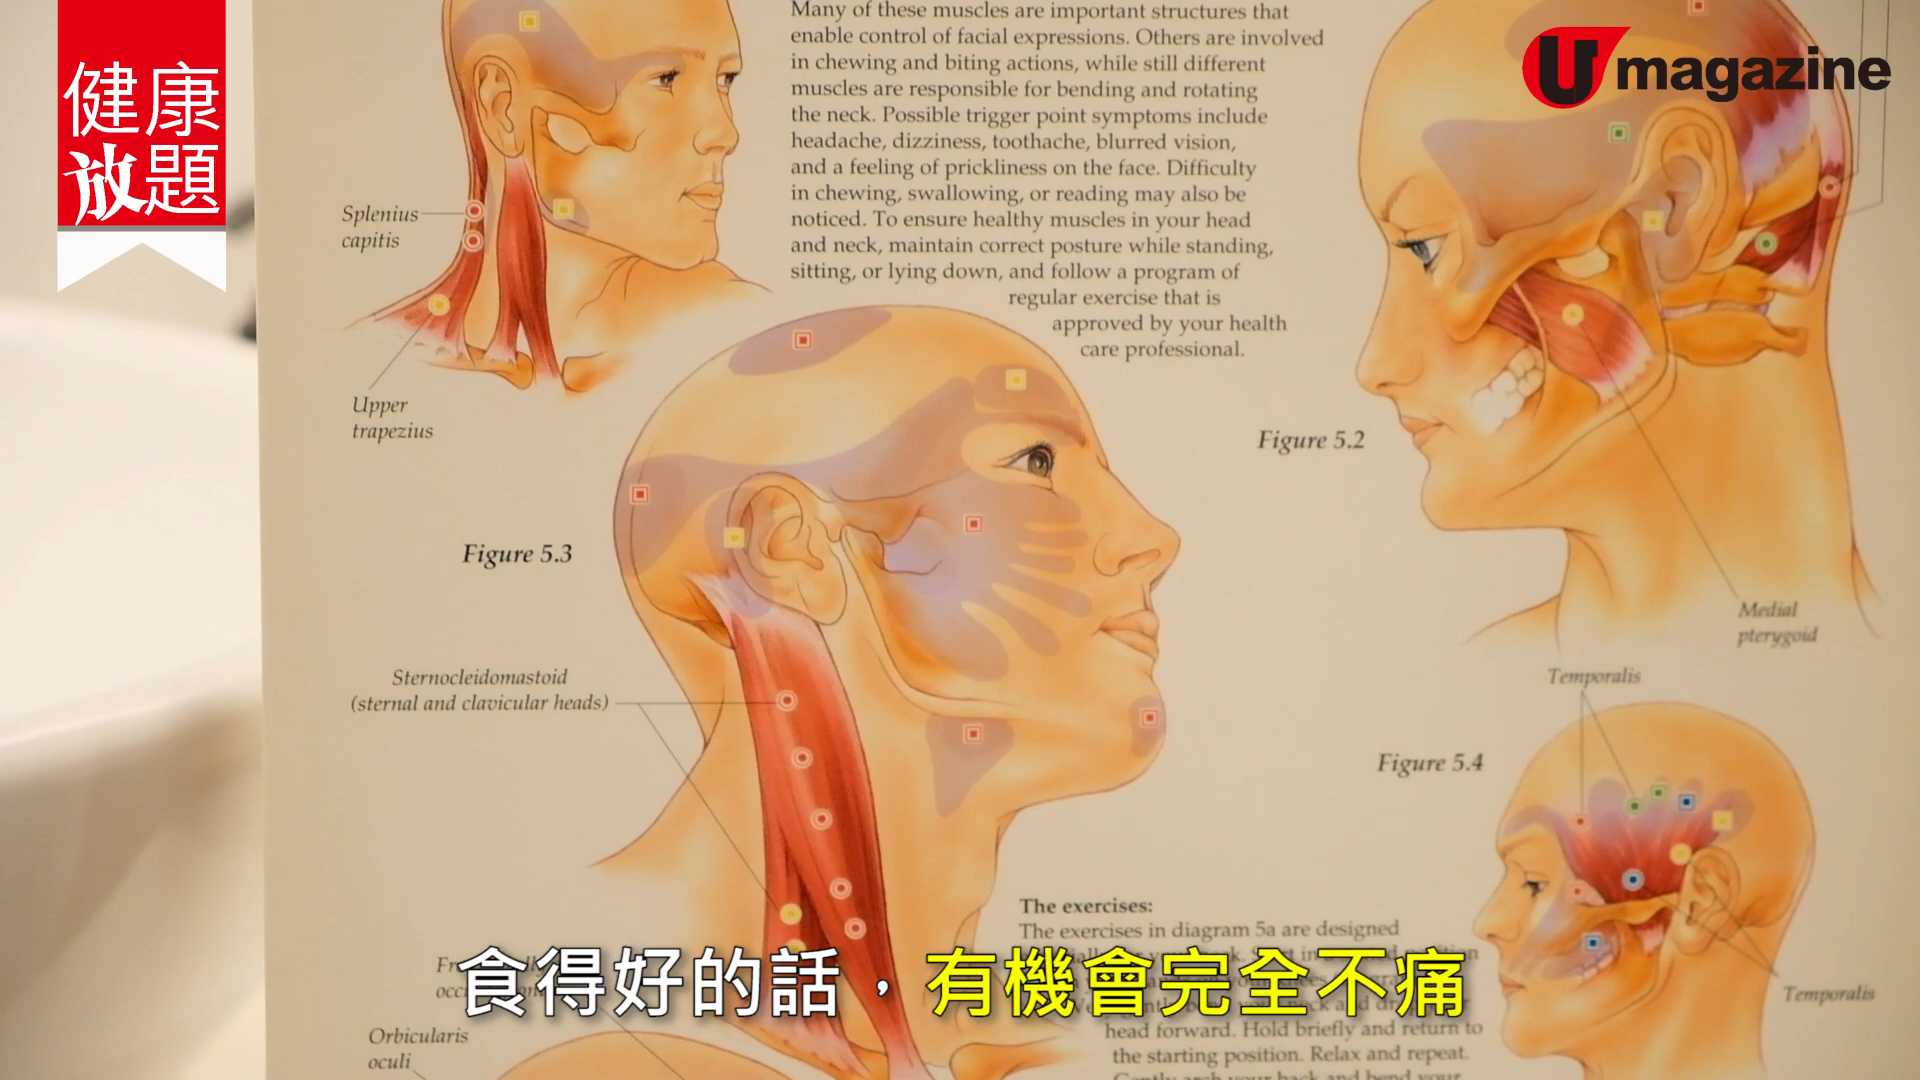 健康
放題
U magazine
Many of these muscles are important structures that
enable control of facial expressions. Others are involved
in chewing and biting actions, while still different
muscles are responsible for bending and rotating
the neck. Possible trigger point symptoms include
headache, dizziness, toothache, blurred vision,
and a feeling of prickliness on the face. Difficulty
in chewing, swallowing, or reading may also be
noticed. To ensure healthy muscles in your head
and neck, maintain correct posture while standing,
sitting, or lying down, and follow a program of
regular exercise that is
approved by your health
care professional.
Splenius
capitis
Upper
trapezius
Figure 5.2
Figure 5.3
Medial
pterygoid
Sternocleidomastoid
(sternal and clavicular heads)
Temporalis
Figure 5.4
The exercises:
The exercises in diagram 5a are designed
head forward. Hold briefly and return to
the starting position. Relax and repeat.
Gently arch your back and bend your
Temporalis
Orbicularis
oculi
食得好的話，有機會完全不痛